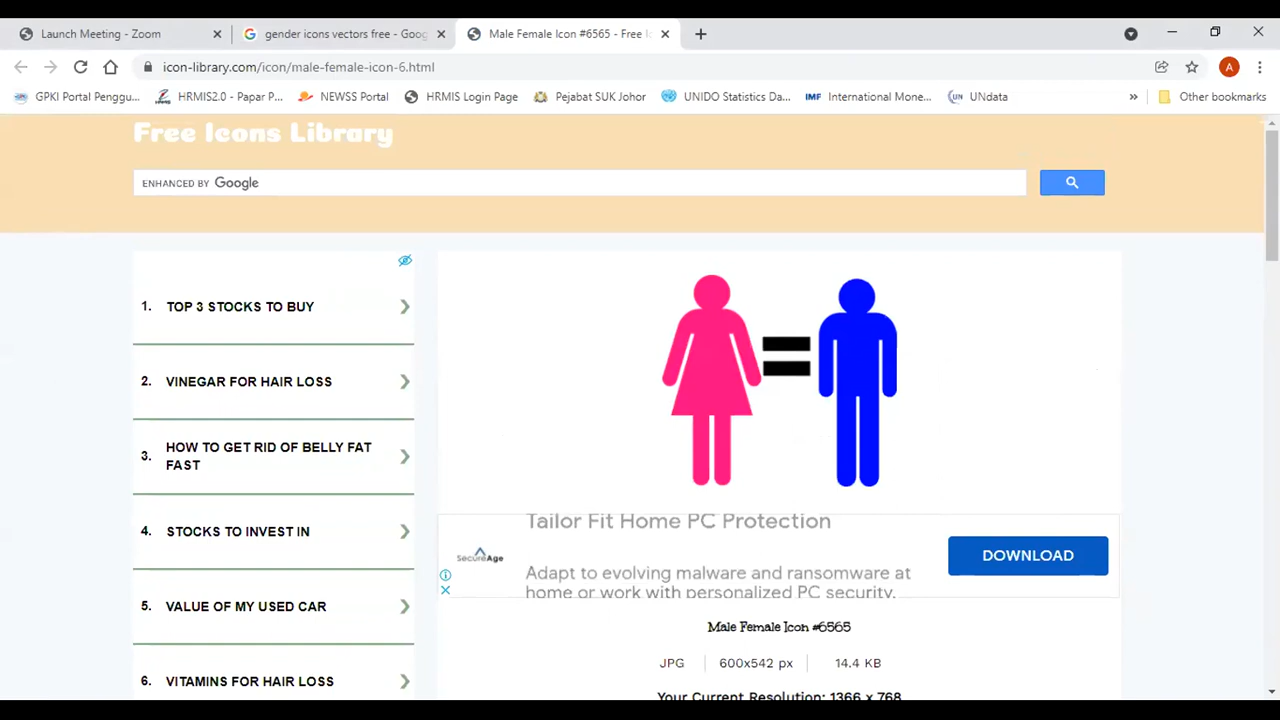 Launch Meeting - Zoom
gender icons vectors free - Goog
Male Female Icon #6565 - Free Ic
icon-library.com/icon/male-female-icon-6.html
A
GPKI Portal Penggu...
HRMIS2.0 - Papar P...
NEWSS Portal
HRMIS Login Page
Pejabat SUK Johor
UNIDO Statistics Da...
IMF International Mone...
UN UNdata
» Other bookmarks
Free Icons Library
ENHANCED BY Google
1. TOP 3 STOCKS TO BUY
2. VINEGAR FOR HAIR LOSS
3. HOW TO GET RID OF BELLY FAT
FAST
4. STOCKS TO INVEST IN
5. VALUE OF MY USED CAR
6. VITAMINS FOR HAIR LOSS
Tailor Fit Home PC Protection
SecureAge
Adapt to evolving malware and ransomware at
home or work with personalized PC security.
DOWNLOAD
Male Female Icon #6565
JPG 600x542 px 14.4 KB
Your Current Resolution: 1366 x 768